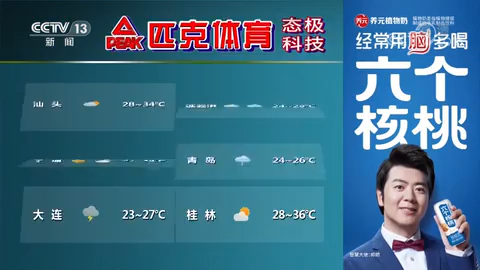 CCTV 13
新闻
PEAK 匹克体育 态极科技
汕头 28~34℃
青岛 24~26℃
大连 23~27℃
桂林 28~36℃
养元 养元植物奶
经常用脑 多喝
六个
核桃